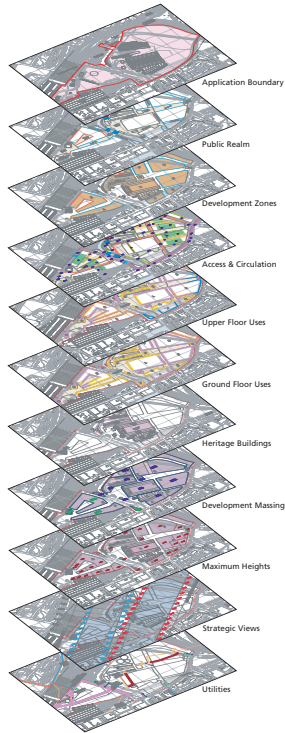 Application Boundary
Public Realm
Development Zones
Access & Circulation
Upper Floor Uses
Ground Floor Uses
Heritage Buildings
Development Massing
Maximum Heights
Strategic Views
Utilities